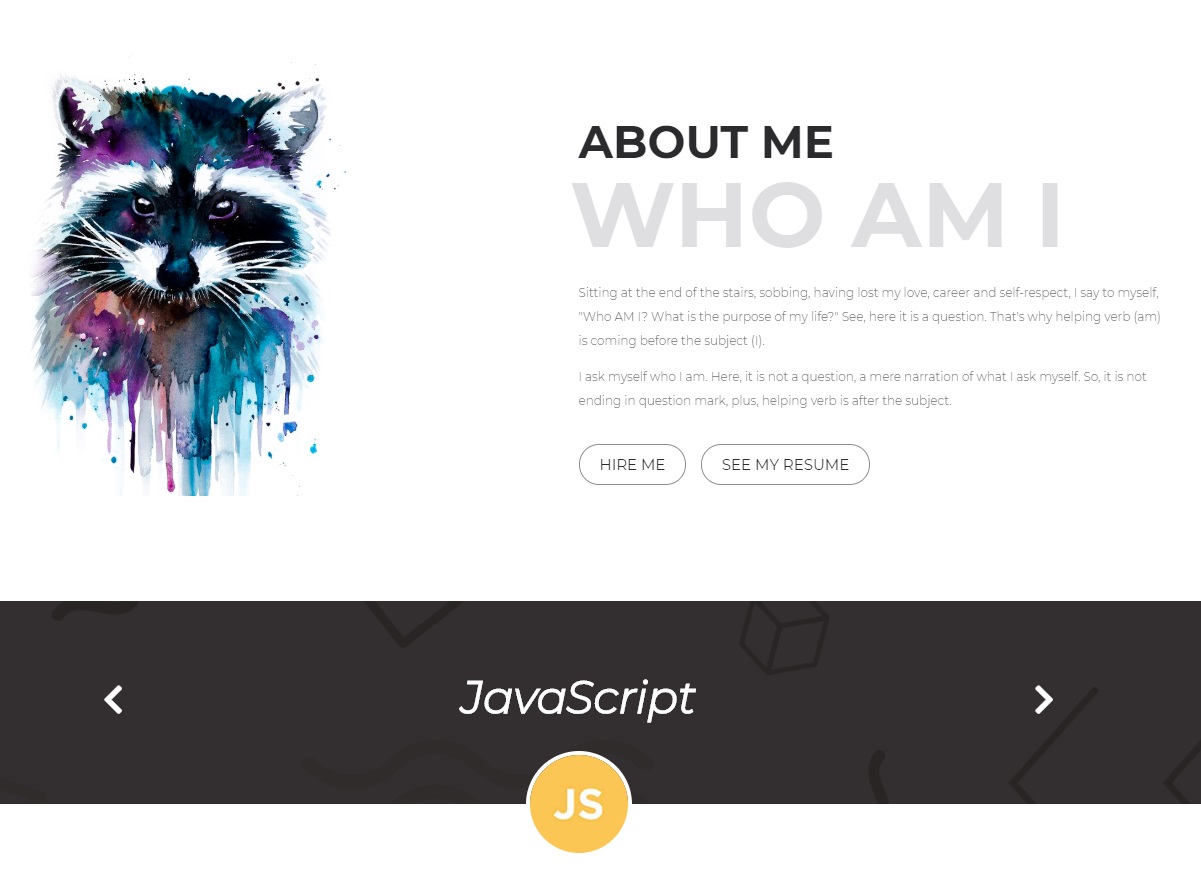 ABOUT ME
WHO AM I
Sitting at the end of the stairs, sobbing, having lost my love, career and self-respect, I say to myself,
"Who AM I? What is the purpose of my life?" See, here it is a question. That's why helping verb (am)
is coming before the subject (I).
I ask myself who I am. Here, it is not a question, a mere narration of what I ask myself. So, it is not
ending in question mark, plus, helping verb is after the subject.
HIRE ME SEE MY RESUME
JavaScript
JS